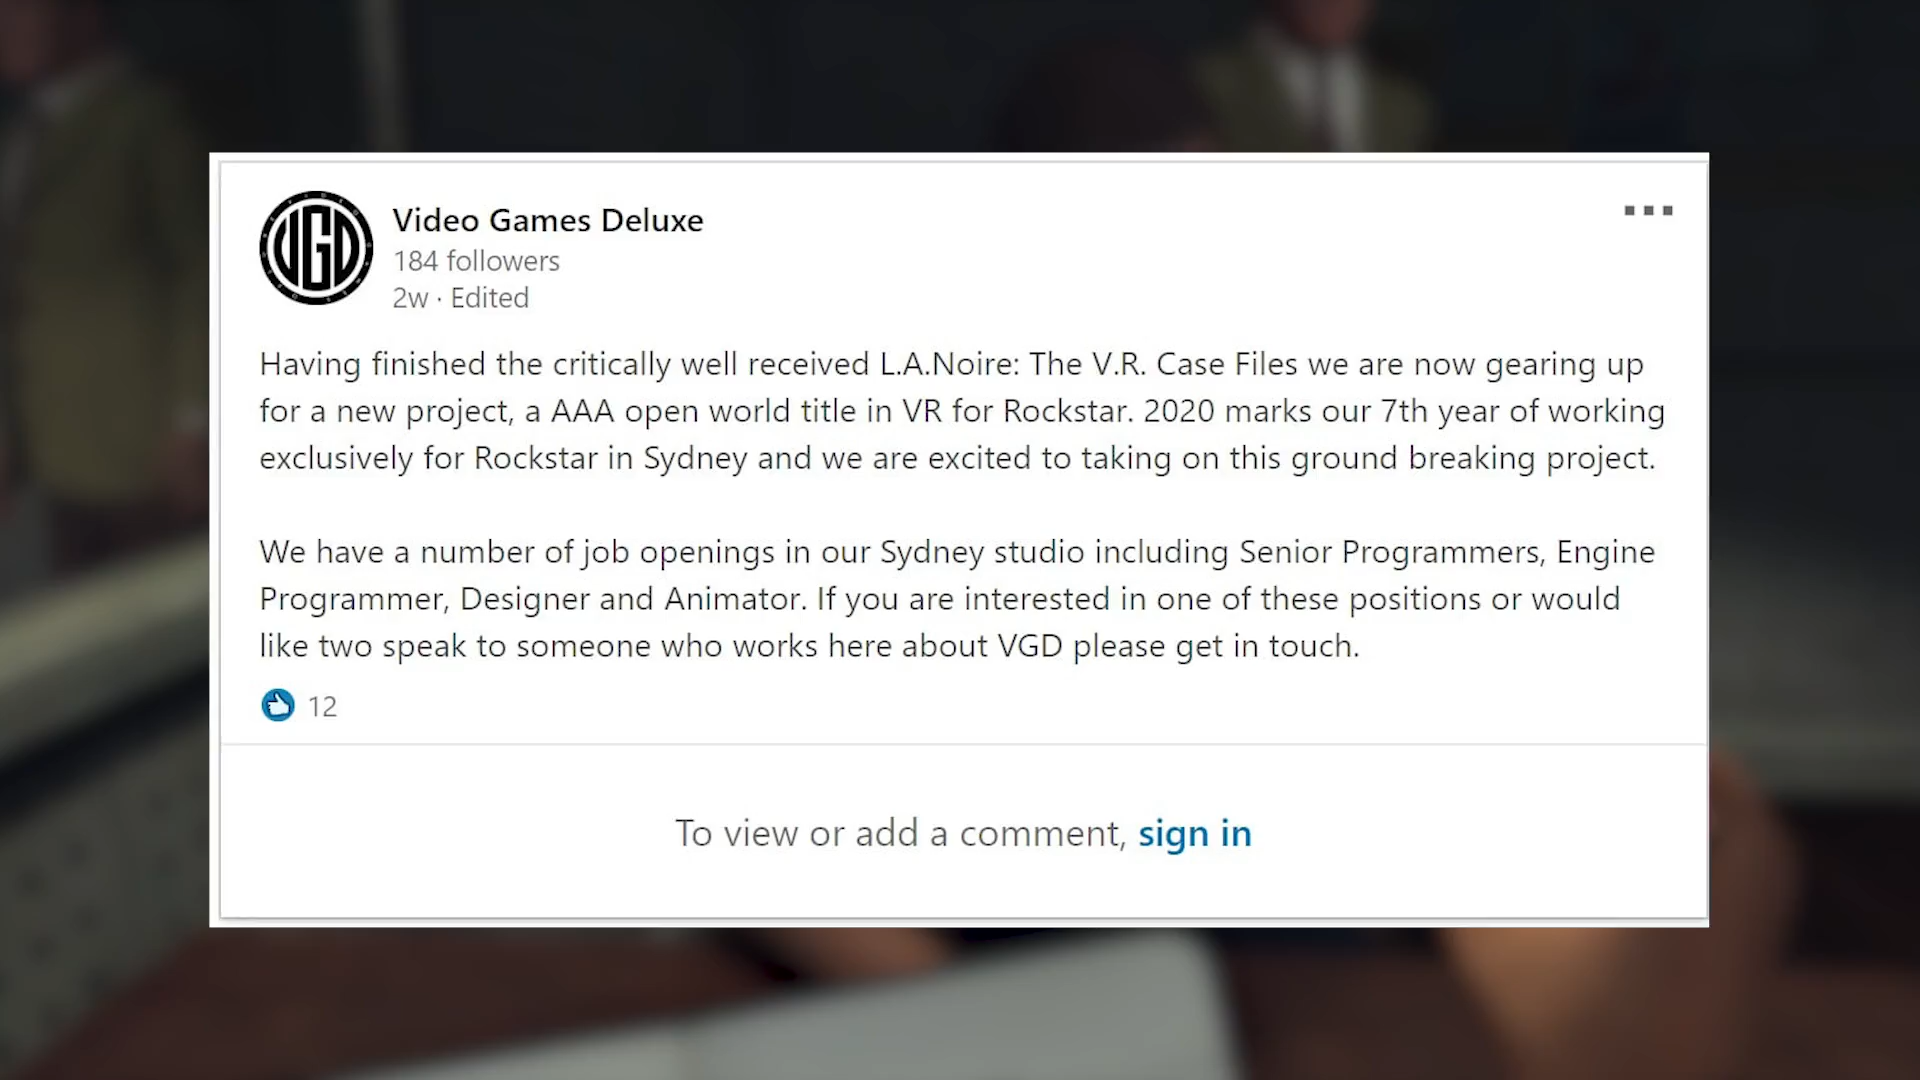 VGD
Video Games Deluxe
184 followers
2w · Edited
Having finished the critically well received L.A.Noire: The V.R. Case Files we are now gearing up
for a new project, a AAA open world title in VR for Rockstar. 2020 marks our 7th year of working
exclusively for Rockstar in Sydney and we are excited to taking on this ground breaking project.
We have a number of job openings in our Sydney studio including Senior Programmers, Engine
Programmer, Designer and Animator. If you are interested in one of these positions or would
like two speak to someone who works here about VGD please get in touch.
12
To view or add a comment, sign in